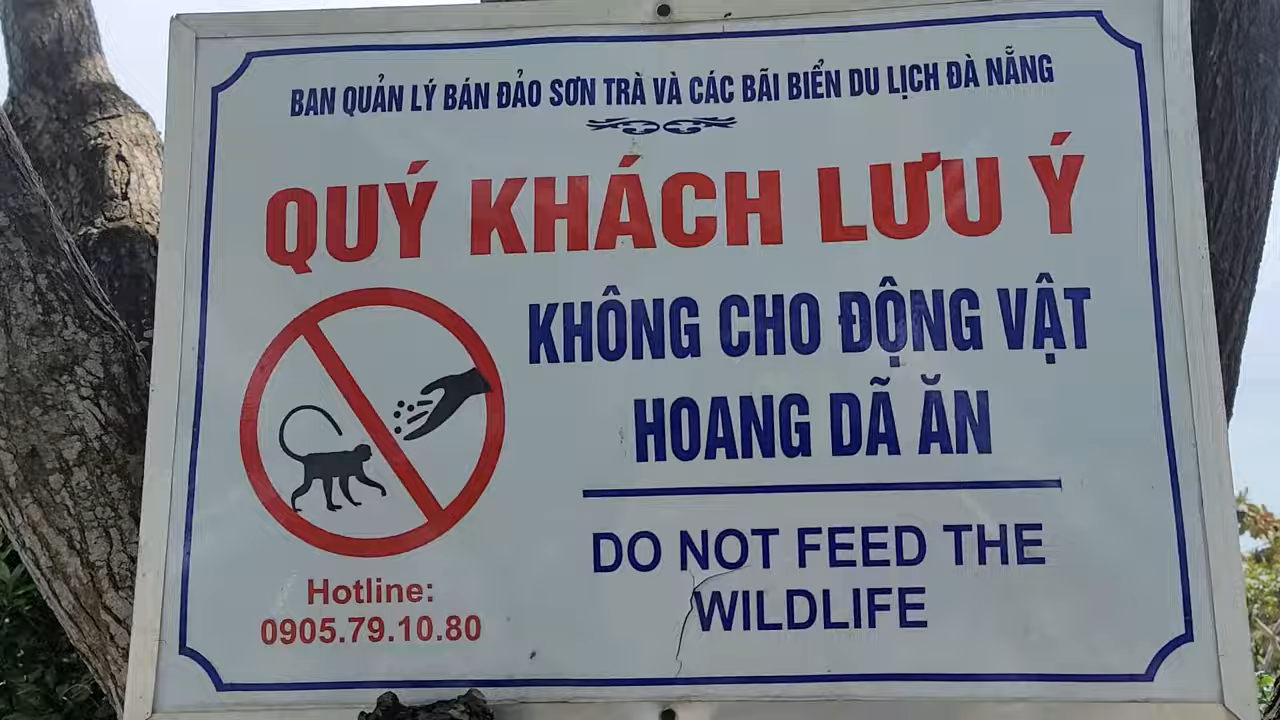 BAN QUẢN LÝ BÁN ĐẢO SƠN TRÀ VÀ CÁC BÃI BIỂN DU LỊCH ĐÀ NẴNG
QUÝ KHÁCH LƯU Ý
KHÔNG CHO ĐỘNG VẬT
HOANG DÃ ĂN
DO NOT FEED THE
WILDLIFE
Hotline:
0905.79.10.80